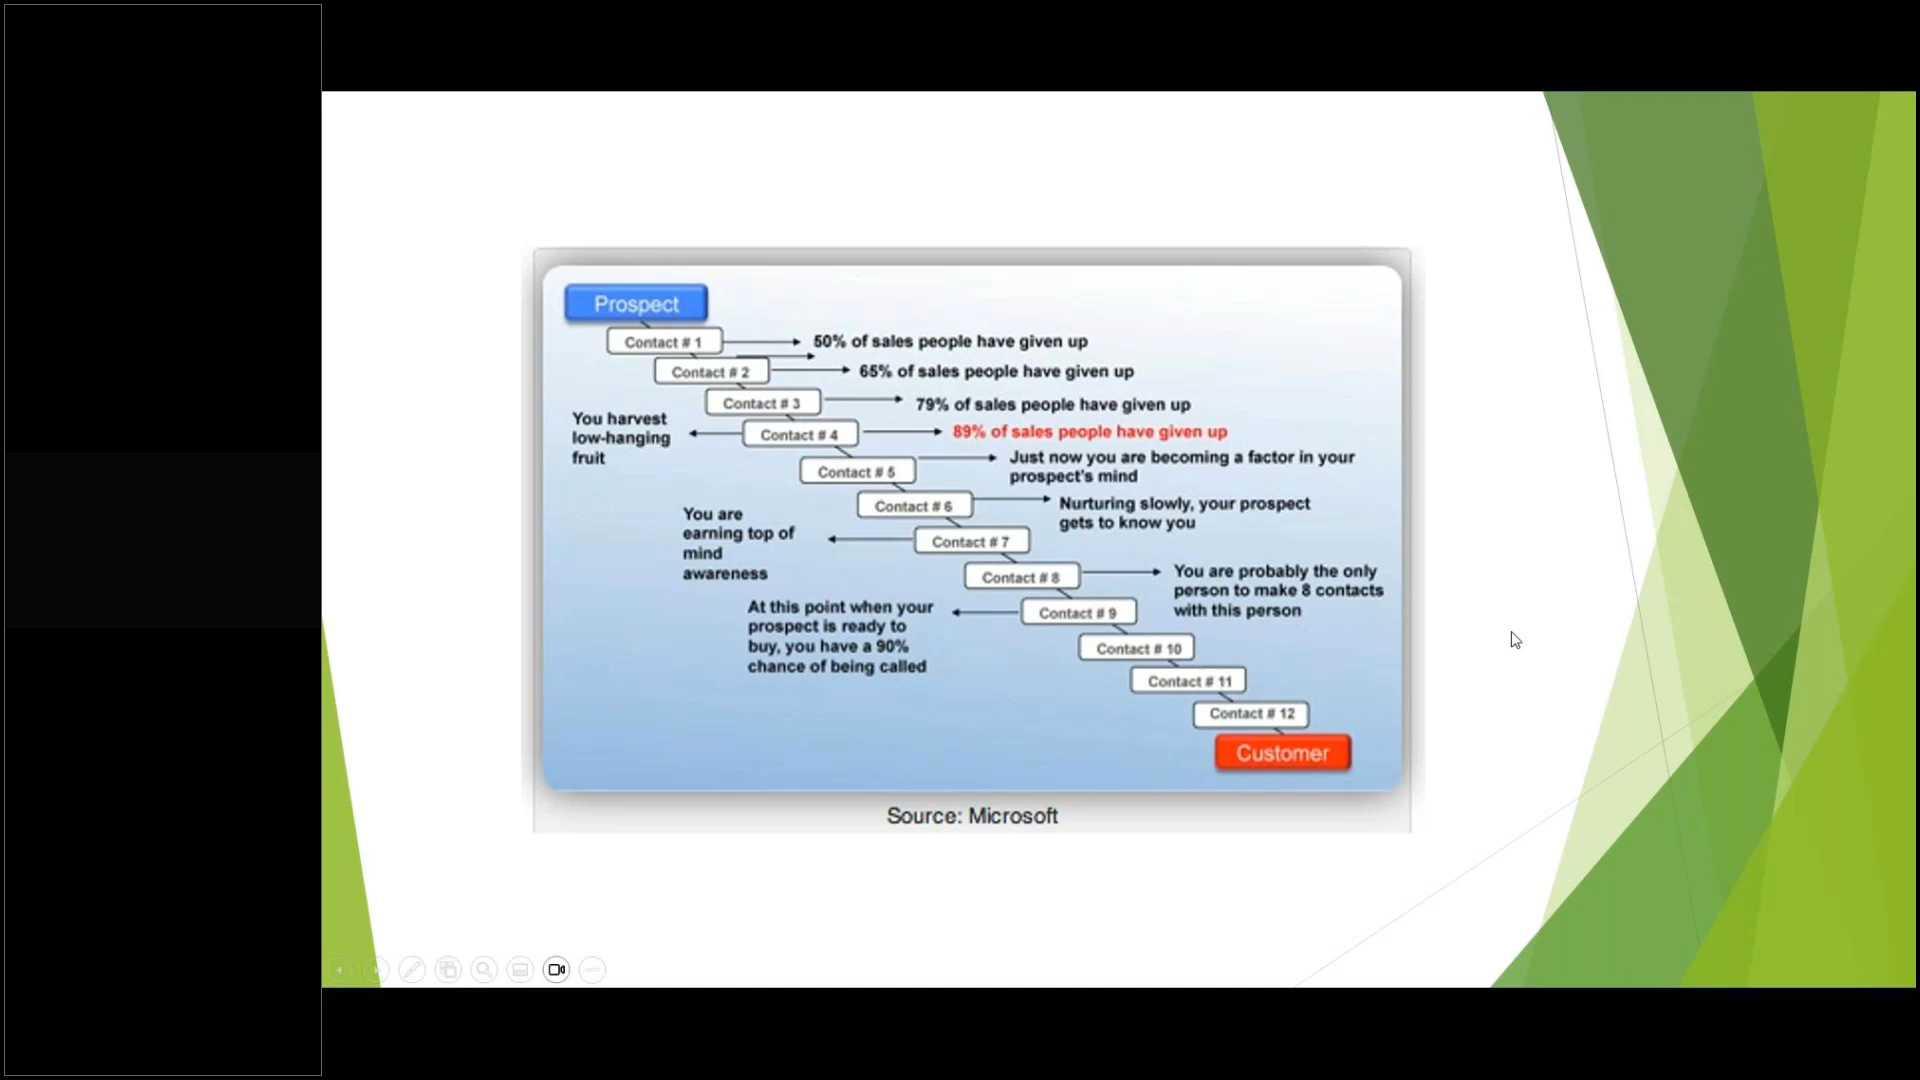 Prospect
Contact # 1
50% of sales people have given up
Contact # 2
65% of sales people have given up
Contact # 3
79% of sales people have given up
You harvest
low-hanging
fruit
Contact # 4
89% of sales people have given up
Contact # 5
Just now you are becoming a factor in your
prospect's mind
Contact # 6
Nurturing slowly, your prospect
gets to know you
You are
earning top of
mind
awareness
Contact # 7
Contact # 8
You are probably the only
person to make 8 contacts
with this person
At this point when your
prospect is ready to
buy, you have a 90%
chance of being called
Contact # 9
Contact # 10
Contact # 11
Contact # 12
Customer
Source: Microsoft